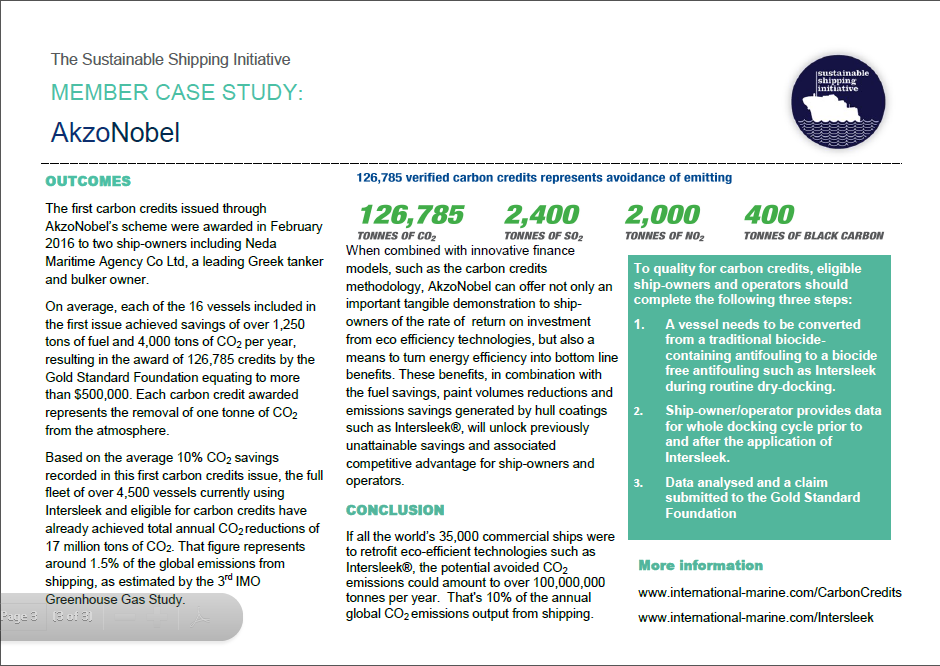 The Sustainable Shipping Initiative
MEMBER CASE STUDY:
AkzoNobel
sustainable
shipping
initiative
OUTCOMES
The first carbon credits issued through
AkzoNobel's scheme were awarded in February
2016 to two ship-owners including Neda
Maritime Agency Co Ltd, a leading Greek tanker
and bulker owner.
On average, each of the 16 vessels included in
the first issue achieved savings of over 1,250
tons of fuel and 4,000 tons of CO2 per year,
resulting in the award of 126,785 credits by the
Gold Standard Foundation equating to more
than $500,000. Each carbon credit awarded
represents the removal of one tonne of CO2
from the atmosphere.
Based on the average 10% CO2 savings
recorded in this first carbon credits issue, the full
fleet of over 4,500 vessels currently using
Intersleek and eligible for carbon credits have
already achieved total annual CO2 reductions of
17 million tons of CO2. That figure represents
around 1.5% of the global emissions from
shipping, as estimated by the 3rd IMO
Greenhouse Gas Study.
126,785 verified carbon credits represents avoidance of emitting
126,785 2,400 2,000 400
TONNES OF CO2 TONNES OF SO2 TONNES OF NO2 TONNES OF BLACK CARBON
When combined with innovative finance
models, such as the carbon credits
methodology, AkzoNobel can offer not only an
important tangible demonstration to ship-
owners of the rate of return on investment
from eco efficiency technologies, but also a
means to turn energy efficiency into bottom line
benefits. These benefits, in combination with
the fuel savings, paint volumes reductions and
emissions savings generated by hull coatings
such as Intersleek®, will unlock previously
unattainable savings and associated
competitive advantage for ship-owners and
operators.
CONCLUSION
If all the world's 35,000 commercial ships were
to retrofit eco-efficient technologies such as
Intersleek®, the potential avoided CO2
emissions could amount to over 100,000,000
tonnes per year. That's 10% of the annual
global CO2 emissions output from shipping.
To quality for carbon credits, eligible
ship-owners and operators should
complete the following three steps:
1. A vessel needs to be converted
from a traditional biocide-
containing antifouling to a biocide
free antifouling such as Intersleek
during routine dry-docking.
2. Ship-owner/operator provides data
for whole docking cycle prior to
and after the application of
Intersleek.
3. Data analysed and a claim
submitted to the Gold Standard
Foundation
More information
www.international-marine.com/CarbonCredits
www.international-marine.com/Intersleek
Page 3 (3 of 3)